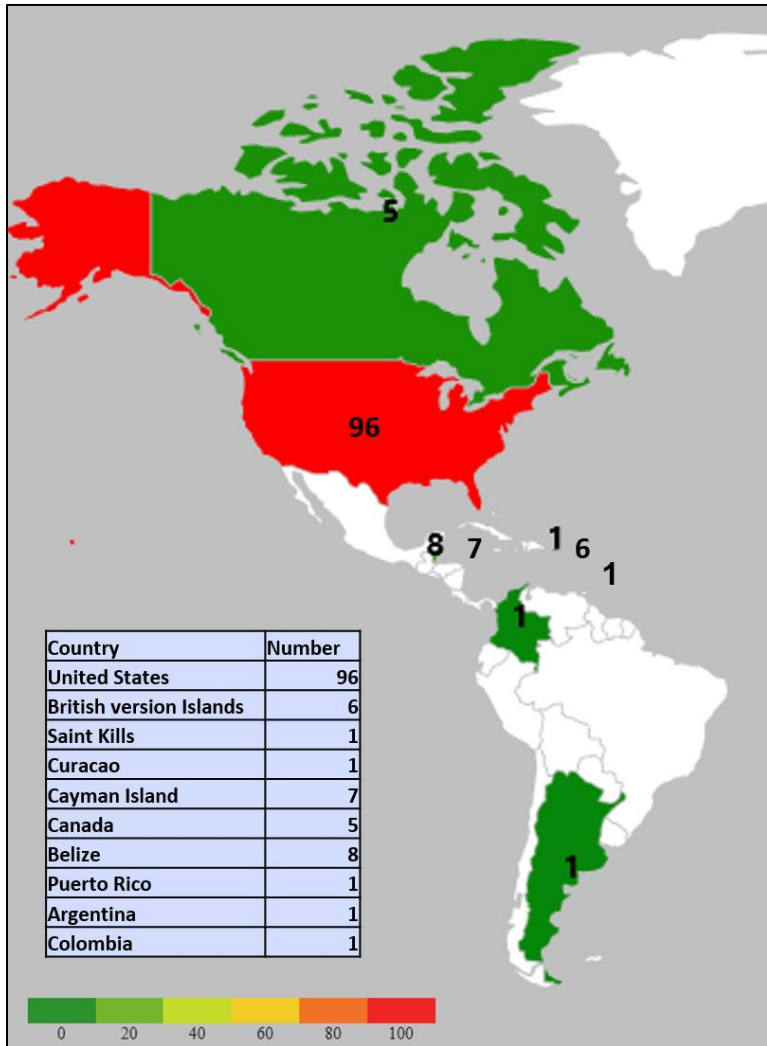 5
96
8
7
1
6
1
1
Country Number
United States 96
British version Islands 6
Saint Kills 1
Curacao 1
Cayman Island 7
Canada 5
Belize 8
Puerto Rico 1
Argentina 1
Colombia 1
1
0 20 40 60 80 100